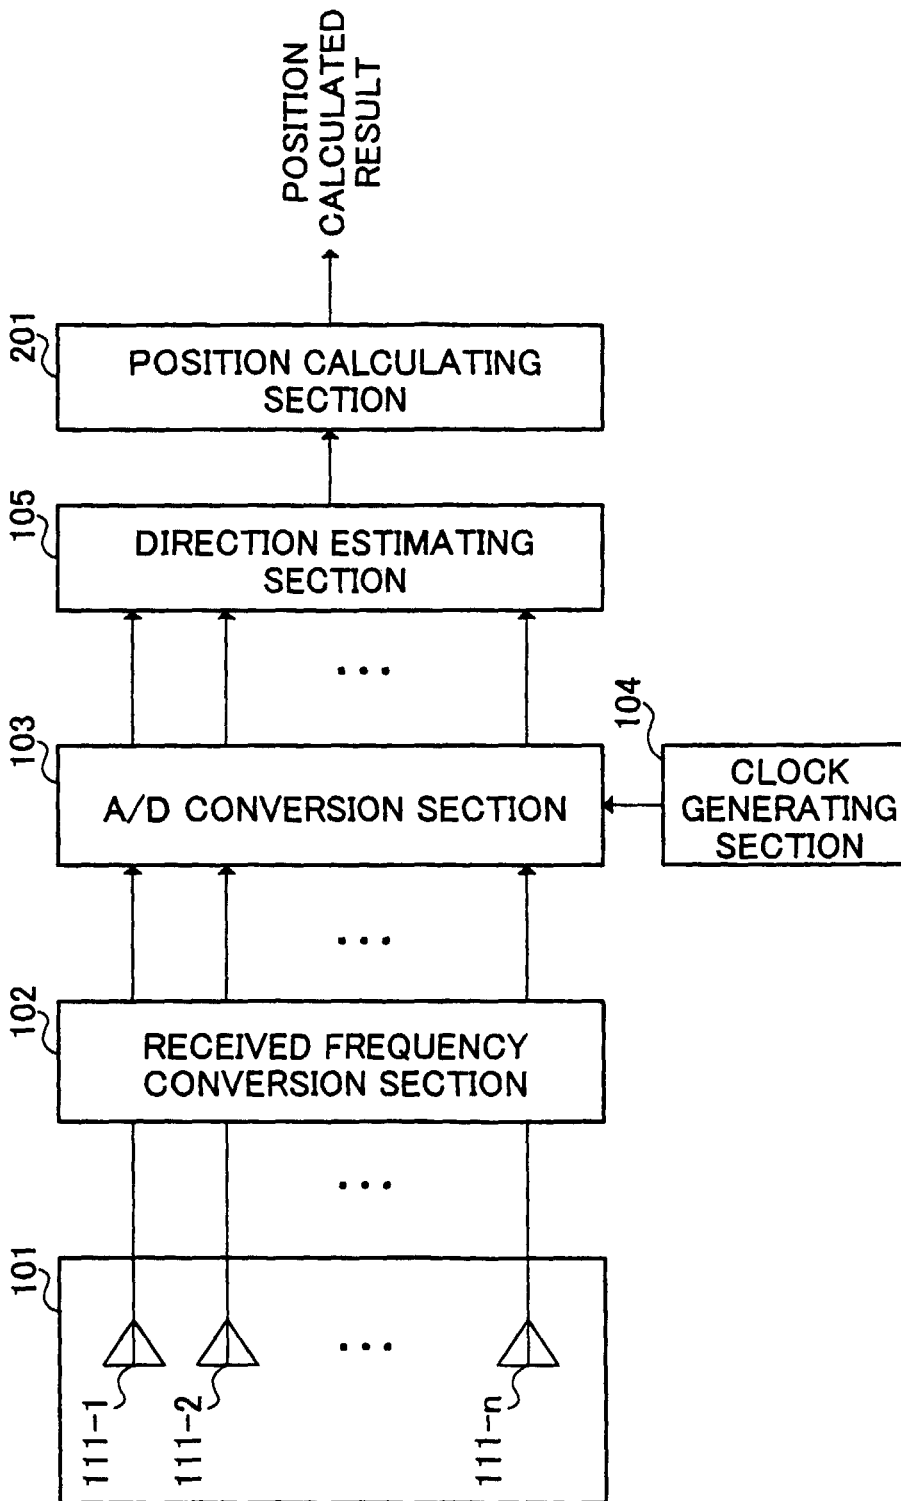 101
111-1
111-2
...
111-n
...
102
RECEIVED FREQUENCY
CONVERSION SECTION
...
103
A/D CONVERSION SECTION
104
CLOCK
GENERATING
SECTION
...
105
DIRECTION ESTIMATING
SECTION
201
POSITION CALCULATING
SECTION
POSITION
CALCULATED
RESULT